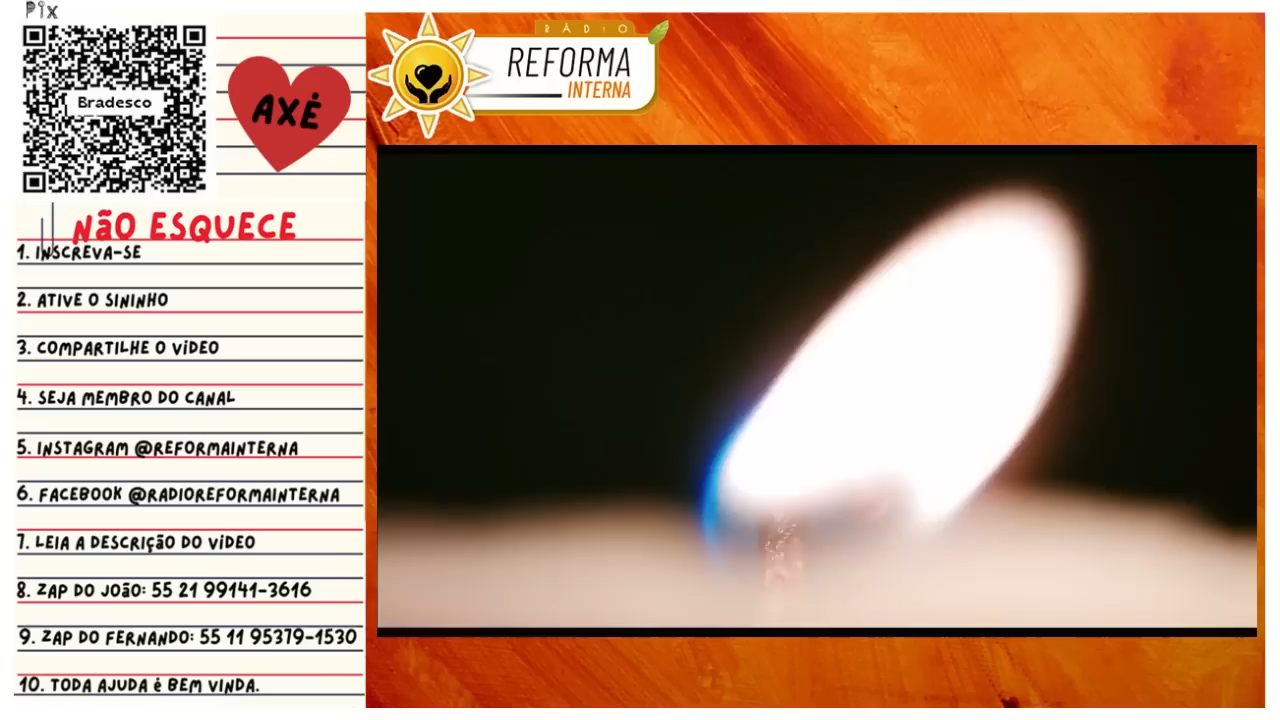 Pix
Bradesco
AXÉ
NÃO ESQUECE
1. INSCREVA-SE
2. ATIVE O SININHO
3. COMPARTILHE O VÍDEO
4. SEJA MEMBRO DO CANAL
5. INSTAGRAM @REFORMAINTERNA
6. FACEBOOK @RADIOREFORMAINTERNA
7. LEIA A DESCRIÇÃO DO VÍDEO
8. ZAP DO JOÃO: 55 21 99141-3616
9. ZAP DO FERNANDO: 55 11 95379-1530
10. TODA AJUDA É BEM VINDA.
RÁDIO
REFORMA
INTERNA